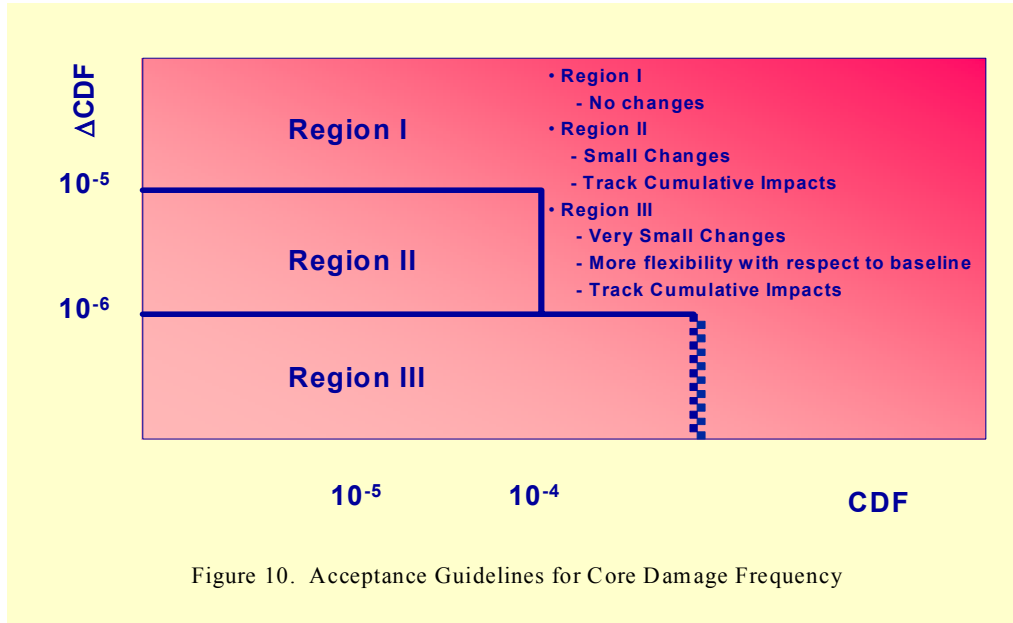 ΔCDF
• Region I
- No changes
• Region II
- Small Changes
- Track Cumulative Impacts
• Region III
- Very Small Changes
- More flexibility with respect to baseline
- Track Cumulative Impacts
Region I
10⁻⁵
Region II
10⁻⁶
Region III
10⁻⁵
10⁻⁴
CDF
Figure 10. Acceptance Guidelines for Core Damage Frequency